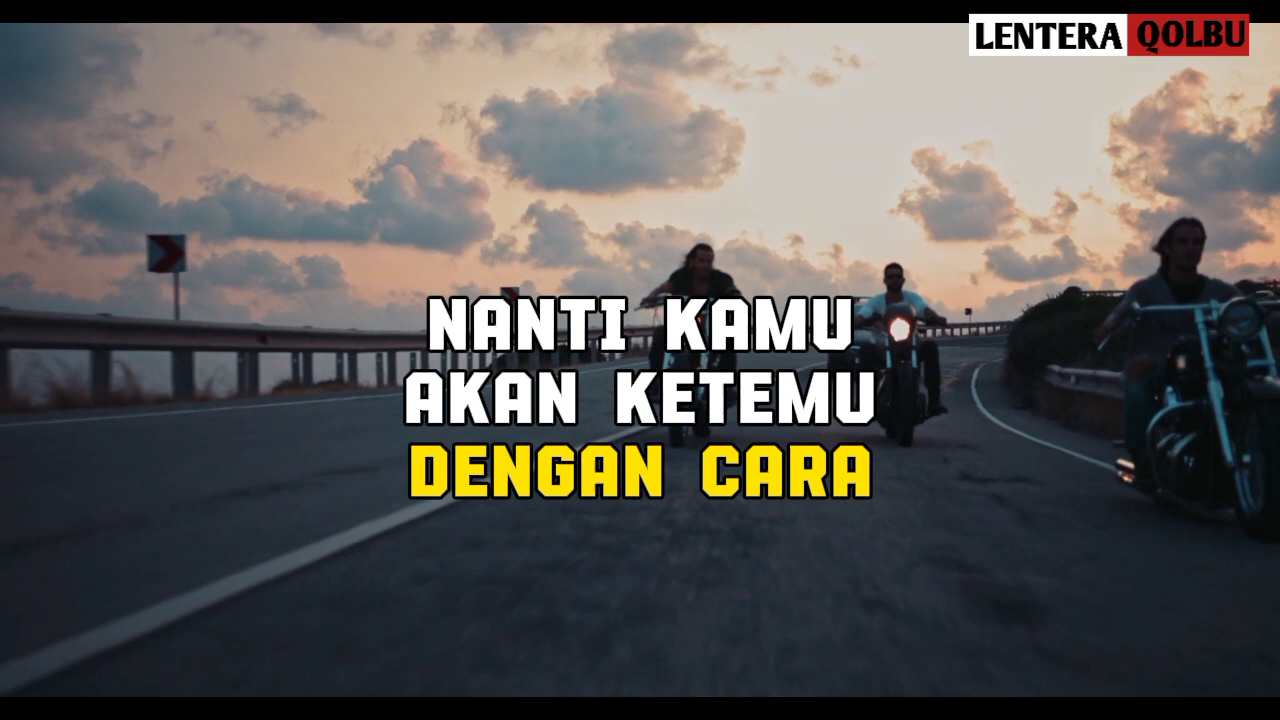 LENTERA QOLBU
NANTI KAMU
AKAN KETEMU
DENGAN CARA